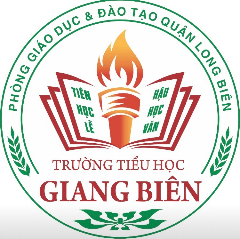 PHÒNG GIÁO DỤC & ĐÀO TẠO QUẬN LONG BIÊN
TIÊN
HỌC
LỄ
HẬU
HỌC
VĂN
TRƯỜNG TIỂU HỌC
GIANG BIÊN